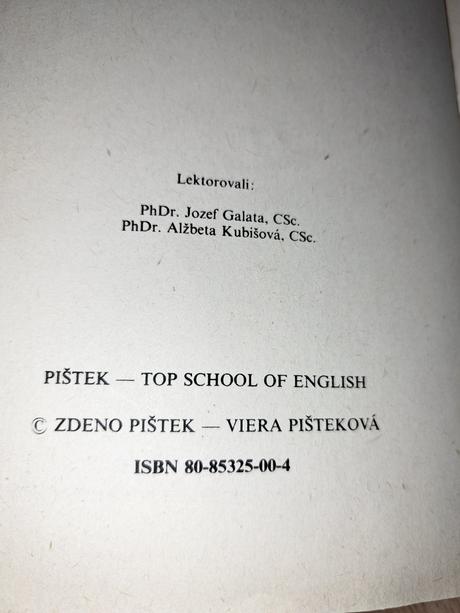 Lektorovali:
PhDr. Jozef Galata, CSc.
PhDr. Alžbeta Kubišová, CSc.
PIŠTEK — TOP SCHOOL OF ENGLISH
© ZDENO PIŠTEK — VIERA PIŠTEKOVÁ
ISBN 80-85325-00-4